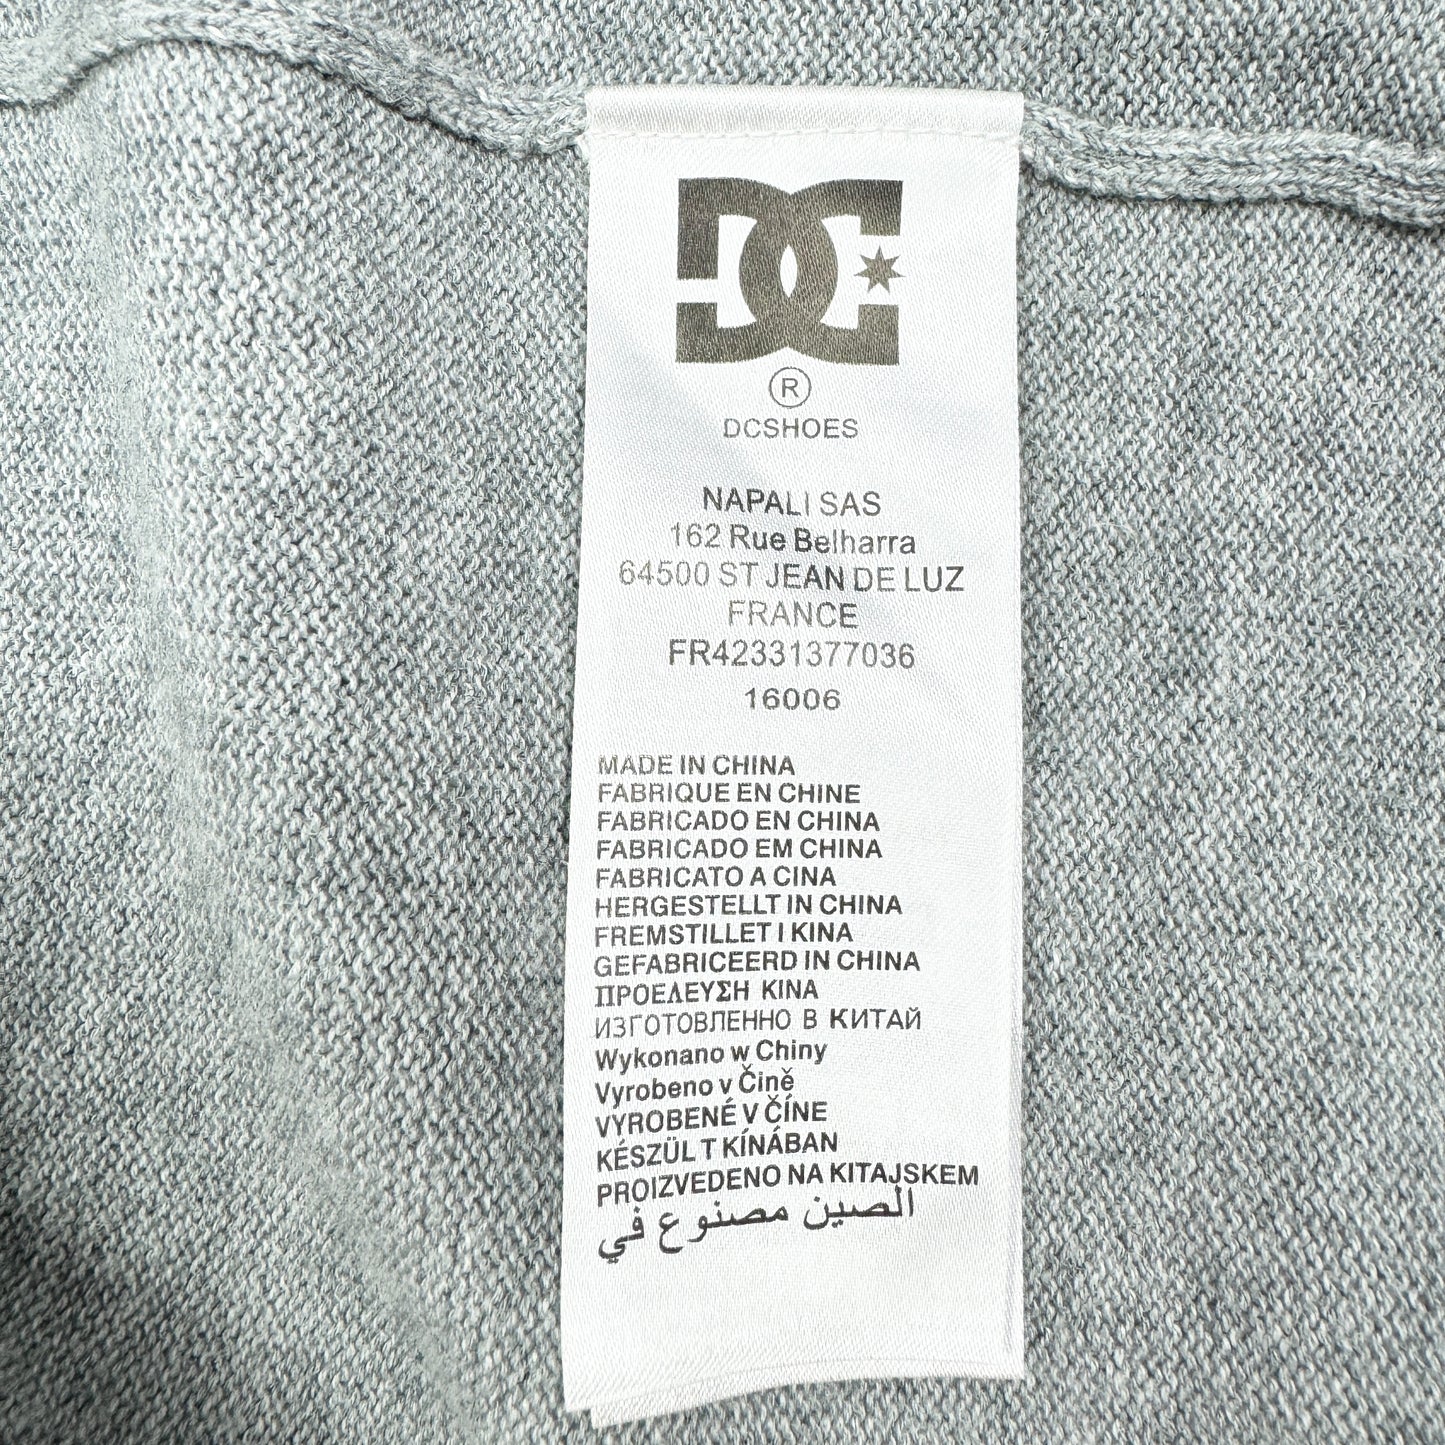 DC
®
DCSHOES
NAPALI SAS
162 Rue Belharra
64500 ST JEAN DE LUZ
FRANCE
FR42331377036
16006
MADE IN CHINA
FABRIQUE EN CHINE
FABRICADO EN CHINA
FABRICADO EM CHINA
FABRICATO A CINA
HERGESTELLT IN CHINA
FREMSTILLET I KINA
GEFABRICEERD IN CHINA
ΠΡΟΕΛΕΥΣΗ ΚΙΝΑ
ИЗГОТОВЛЕННО В КИТАЙ
Wykonano w Chiny
Vyrobeno v Čině
VYROBENÉ V ČÍNE
KÉSZÜL T KÍNÁBAN
PROIZVEDENO NA KITAJSKEM
الصين مصنوع في